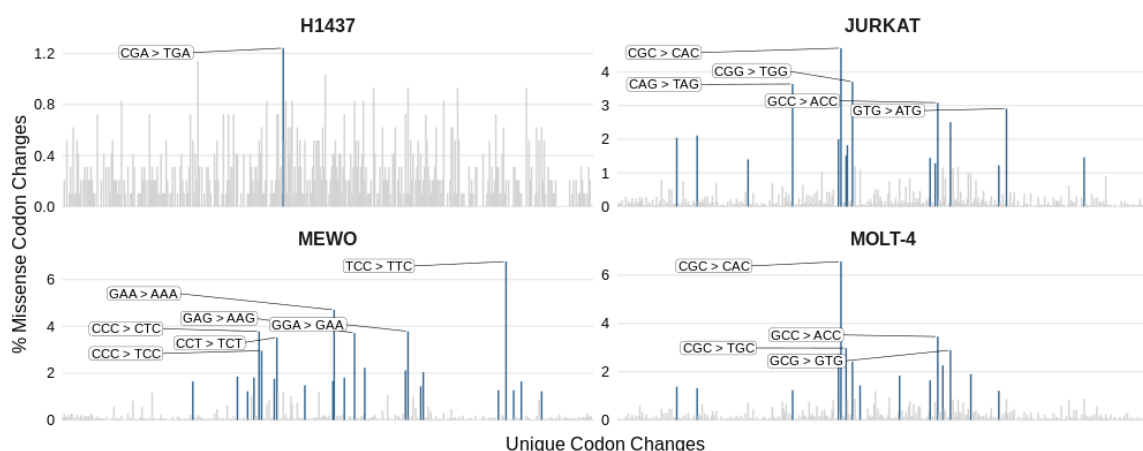 H1437
CGA > TGA
1.2
0.8
0.4
0.0
JURKAT
CGC > CAC
CGG > TGG
CAG > TAG
GCC > ACC
GTG > ATG
4
3
2
1
0
% Missense Codon Changes
MEWO
TCC > TTC
GAA > AAA
GAG > AAG
GGA > GAA
CCC > CTC
CCT > TCT
CCC > TCC
6
4
2
0
MOLT-4
CGC > CAC
GCC > ACC
CGC > TGC
GCG > GTG
6
4
2
0
Unique Codon Changes